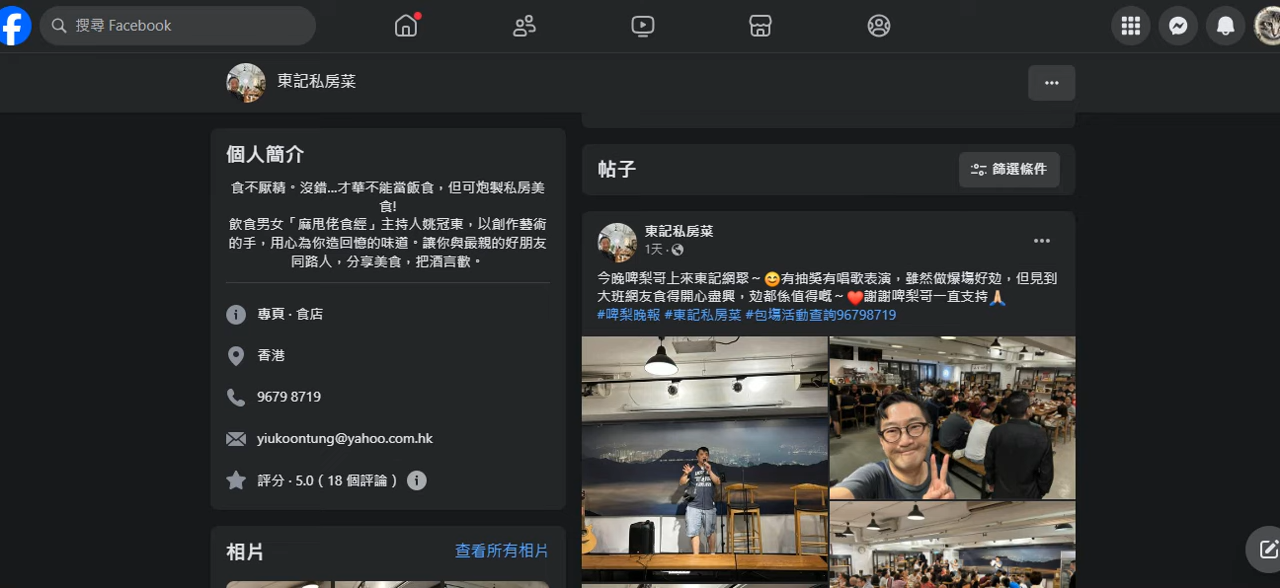 搜尋 Facebook
東記私房菜
個人簡介
食不厭精。沒錯...才華不能當飯食，但可炮製私房美
食!
飲食男女「麻甩佬食經」主持人姚冠東，以創作藝術
的手，用心為你造回憶的味道。讓你與最親的好朋友
同路人，分享美食，把酒言歡。
專頁 · 食店
香港
9679 8719
yiukoontung@yahoo.com.hk
評分 · 5.0（18 個評論）
相片
查看所有相片
帖子
篩選條件
東記私房菜
1天 ·
今晚啤梨哥上來東記網聚～😊有抽獎有唱歌表演，雖然做爆塲好攰，但見到
大班網友食得開心盡興，攰都係值得嘅～❤️謝謝啤梨哥一直支持🙏🏻
#啤梨晚報 #東記私房菜 #包塲活動查詢96798719